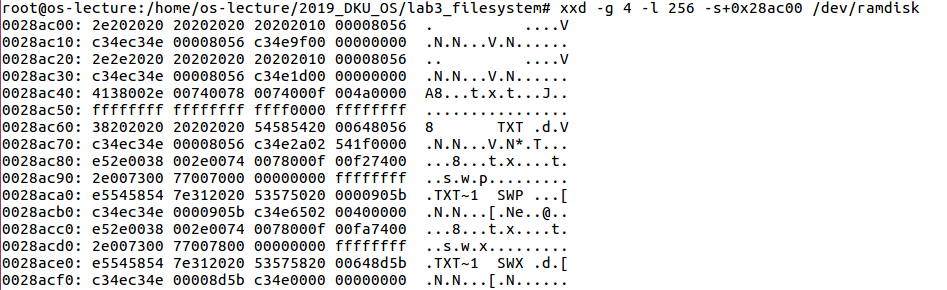 root@os-lecture:/home/os-lecture/2019_DKU_OS/lab3_filesystem# xxd -g 4 -l 256 -s+0x28ac00 /dev/ramdisk
0028ac00: 2e202020 20202020 20202010 00008056  .          ....V
0028ac10: c34ec34e 00008056 c34e9f00 00000000  .N.N...V.N......
0028ac20: 2e2e2020 20202020 20202010 00008056  ..         ....V
0028ac30: c34ec34e 00008056 c34e1d00 00000000  .N.N...V.N......
0028ac40: 4138002e 00740078 0074000f 004a0000  A8...t.x.t...J..
0028ac50: ffffffff ffffffff ffff0000 ffffffff  ................
0028ac60: 38202020 20202020 54585420 00648056  8       TXT .d.V
0028ac70: c34ec34e 00008056 c34e2a02 541f0000  .N.N...V.N*.T...
0028ac80: e52e0038 002e0074 0078000f 00f27400  ...8...t.x....t.
0028ac90: 2e007300 77007000 00000000 ffffffff  ..s.w.p.........
0028aca0: e5545854 7e312020 53575020 0000905b  .TXT~1  SWP ...[
0028acb0: c34ec34e 0000905b c34e6502 00400000  .N.N...[.Ne..@..
0028acc0: e52e0038 002e0074 0078000f 00fa7400  ...8...t.x....t.
0028acd0: 2e007300 77007800 00000000 ffffffff  ..s.w.x.........
0028ace0: e5545854 7e312020 53575820 00648d5b  .TXT~1  SWX .d.[
0028acf0: c34ec34e 00008d5b c34e0000 00000000  .N.N...[.N......